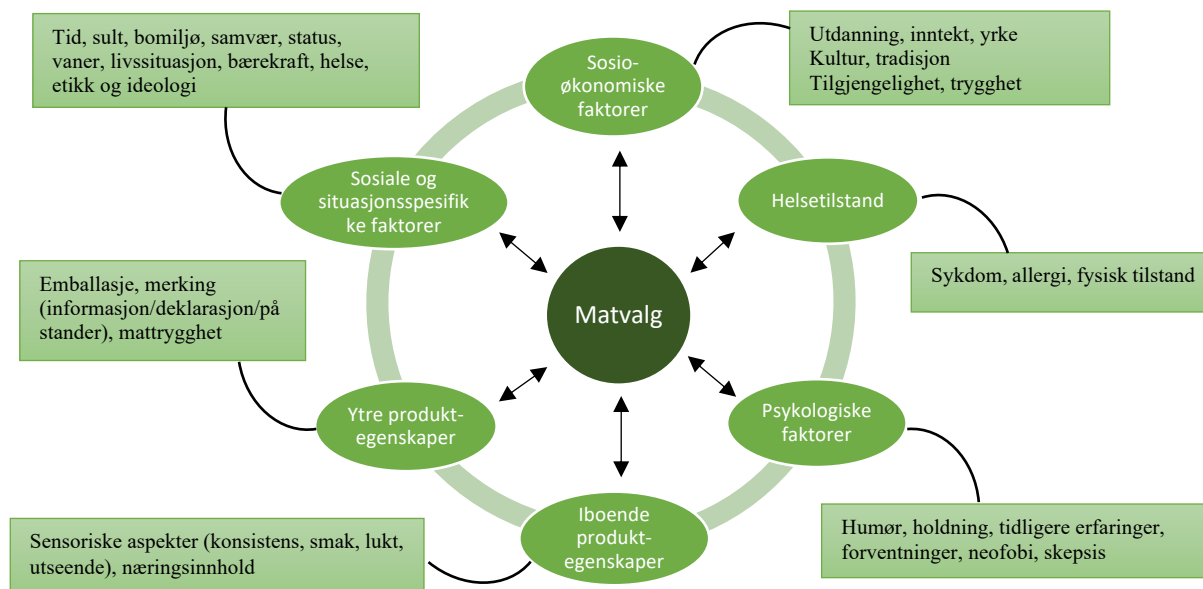 Tid, sult, bomiljø, samvær, status,
vaner, livssituasjon, bærekraft, helse,
etikk og ideologi
Sosio-
økonomiske
faktorer
Utdanning, inntekt, yrke
Kultur, tradisjon
Tilgjengelighet, trygghet
Sosiale og
situasjonsspesifik
ke faktorer
Helsetilstand
Sykdom, allergi, fysisk tilstand
Emballasje, merking
(informasjon/deklarasjon/på
stander), mattrygghet
Matvalg
Ytre produkt-
egenskaper
Psykologiske
faktorer
Iboende
produkt-
egenskaper
Sensoriske aspekter (konsistens, smak, lukt,
utseende), næringsinnhold
Humør, holdning, tidligere erfaringer,
forventninger, neofobi, skepsis